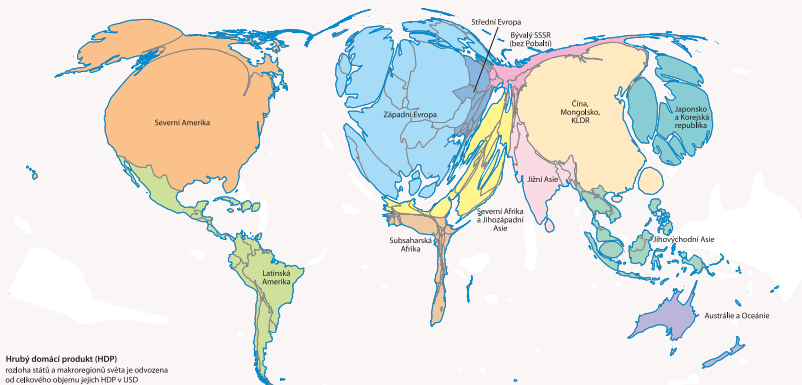 Střední Evropa
Bývalý SSSR
(bez Pobaltí)
Severní Amerika
Západní Evropa
Čína,
Mongolsko,
KLDR
Japonsko
a Korejská
republika
Jižní Asie
Severní Afrika
a Jihozápadní
Asie
Subsaharská
Afrika
Jihovýchodní Asie
Latinská
Amerika
Austrálie a Oceánie
Hrubý domácí produkt (HDP)
rozloha států a makroregionů světa je odvozena
od celkového objemu jejich HDP v USD